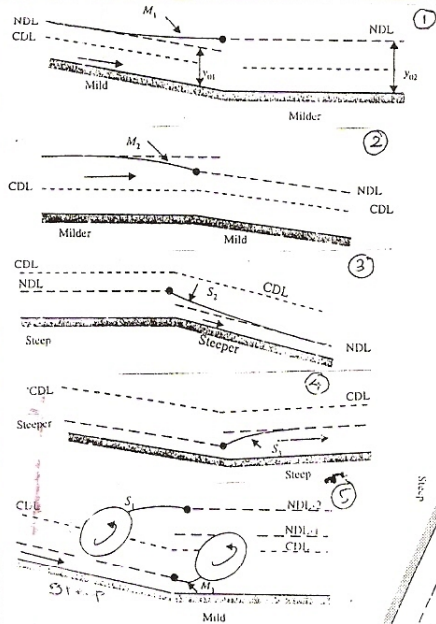 M₁
NDL
NDL
①
CDL
y₀₁
y₀₂
Mild
Milder
②
M₂
CDL
NDL
CDL
Milder
Mild
③
CDL
NDL
S₂
CDL
Steep
Steeper
NDL
④
CDL
CDL
Steeper
S₃
Steep
⑤
S₁
NDL-2
CDL
NDL-1
CDL
Steep
M₃
Mild
Steep